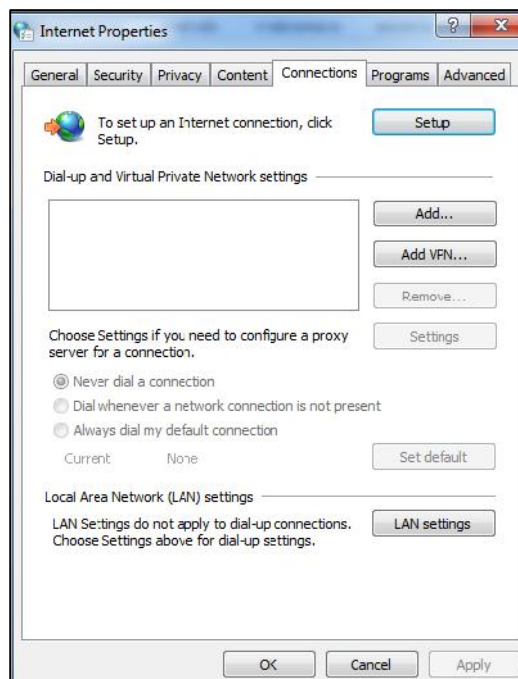 Internet Properties
?
General Security Privacy Content Connections Programs Advanced
To set up an Internet connection, click
Setup.
Setup
Dial-up and Virtual Private Network settings
Add...
Add VPN...
Remove...
Choose Settings if you need to configure a proxy
server for a connection.
Settings
Never dial a connection
Dial whenever a network connection is not present
Always dial my default connection
Current None
Set default
Local Area Network (LAN) settings
LAN Settings do not apply to dial-up connections.
Choose Settings above for dial-up settings.
LAN settings
OK Cancel Apply